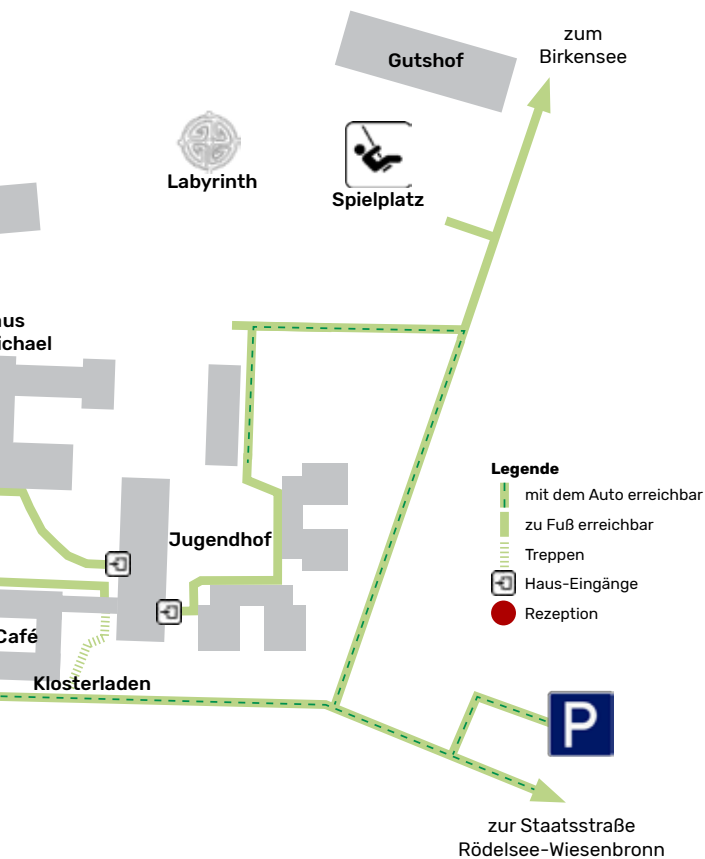 zum
Birkensee
Gutshof
Labyrinth
Spielplatz
Legende
mit dem Auto erreichbar
zu Fuß erreichbar
Treppen
Haus-Eingänge
Rezeption
Jugendhof
Café
Klosterladen
P
zur Staatsstraße
Rödelsee-Wiesenbronn